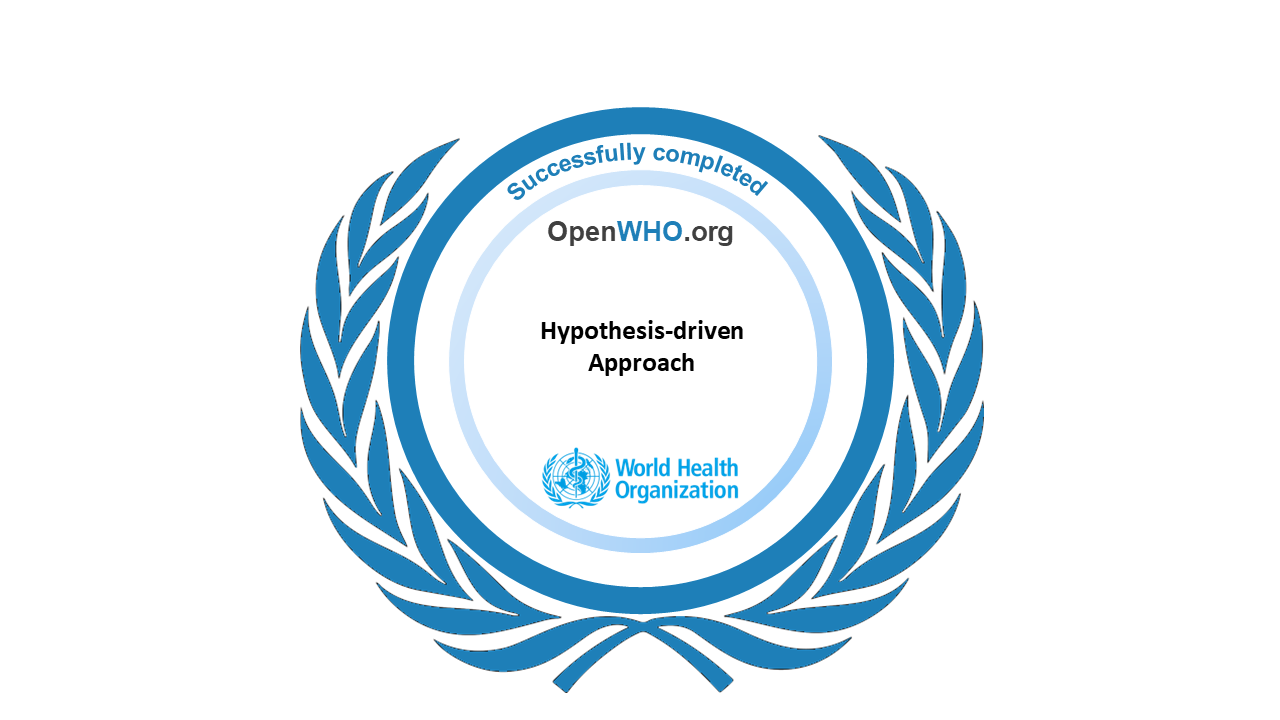 Successfully completed
OpenWHO.org
Hypothesis-driven
Approach
World Health
Organization